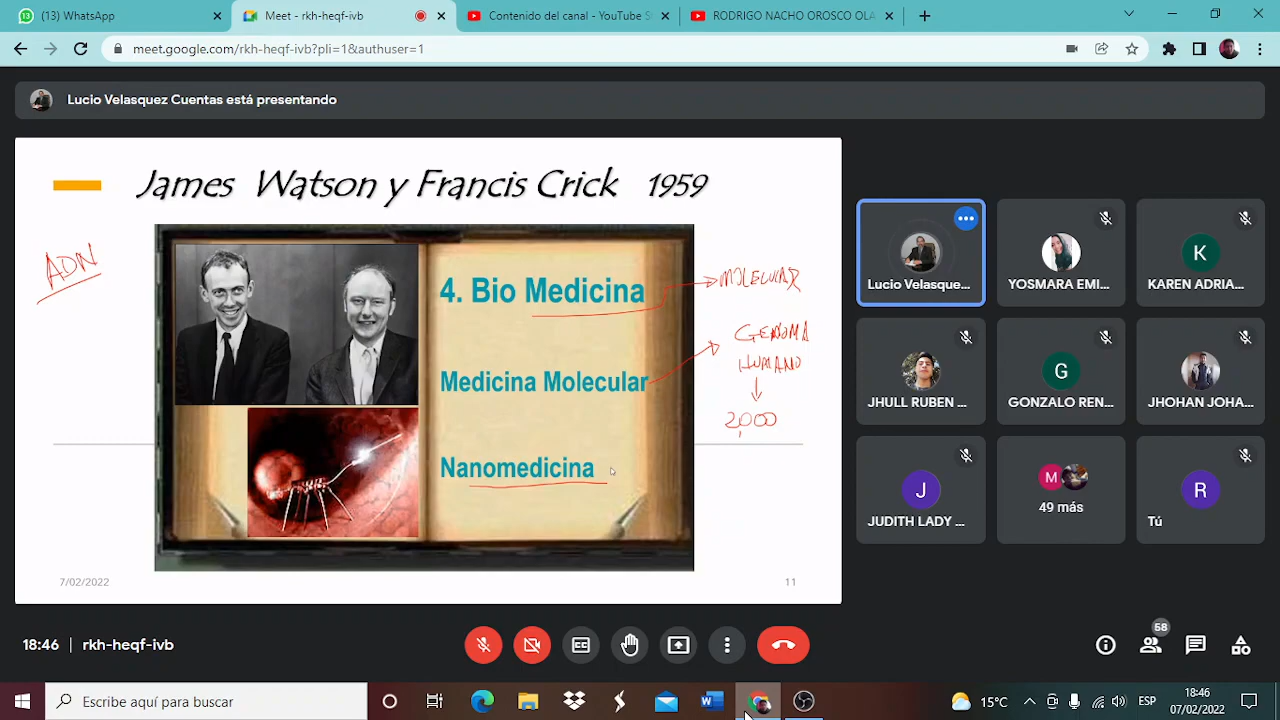 (13) WhatsApp
Meet - rkh-heqf-ivb
Contenido del canal - YouTube S
RODRIGO NACHO OROSCO OLA
meet.google.com/rkh-heqf-ivb?pli=1&authuser=1
Lucio Velasquez Cuentas está presentando
James Watson y Francis Crick 1959
ADN
4. Bio Medicina
MOLECULAR
GENOMA
HUMANO
Medicina Molecular
2,000
Nanomedicina
7/02/2022
11
Lucio Velasque...
YOSMARA EMI...
KAREN ADRIA...
K
JHULL RUBEN ...
G
GONZALO REN...
JHOHAN JOHA...
J
JUDITH LADY ...
M
49 más
R
Tú
18:46 | rkh-heqf-ivb
58
Escribe aquí para buscar
15°C
ESP
18:46
07/02/2022